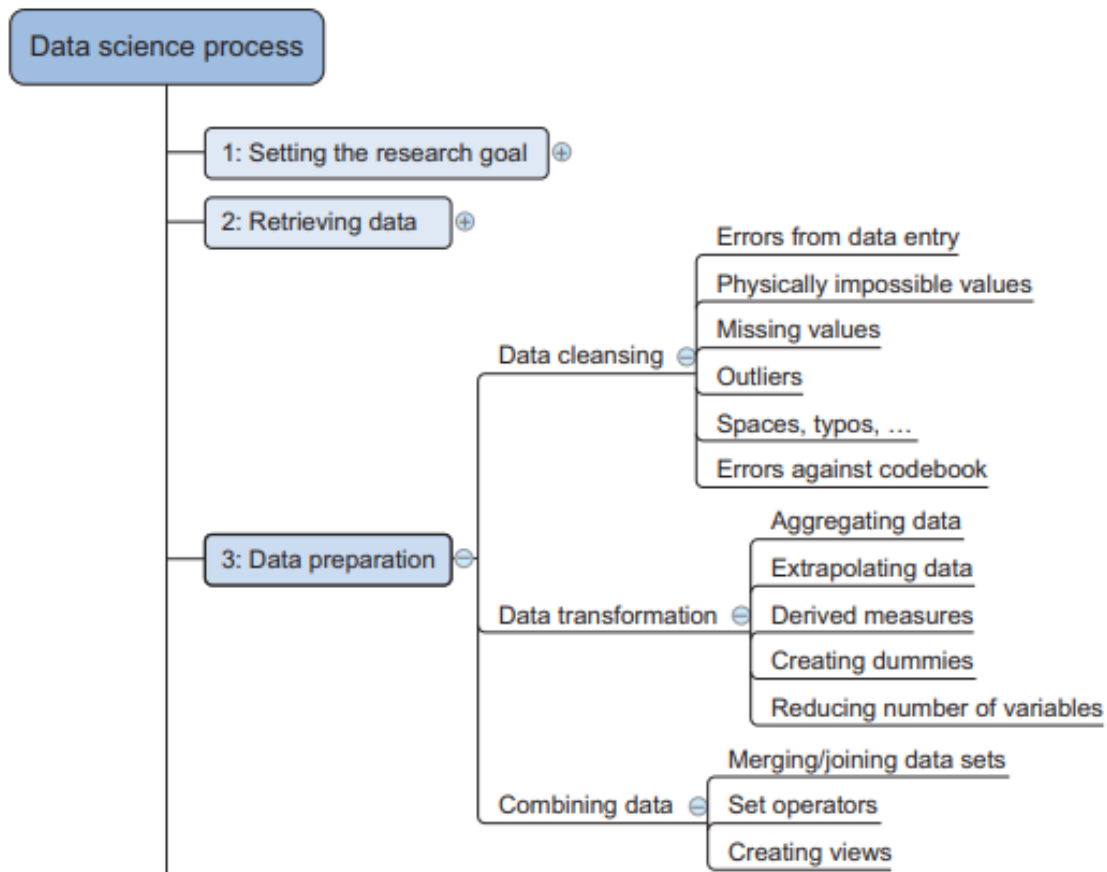 Data science process
1: Setting the research goal
2: Retrieving data
Errors from data entry
Physically impossible values
Missing values
Data cleansing
Outliers
Spaces, typos, …
Errors against codebook
Aggregating data
3: Data preparation
Extrapolating data
Data transformation
Derived measures
Creating dummies
Reducing number of variables
Merging/joining data sets
Combining data
Set operators
Creating views